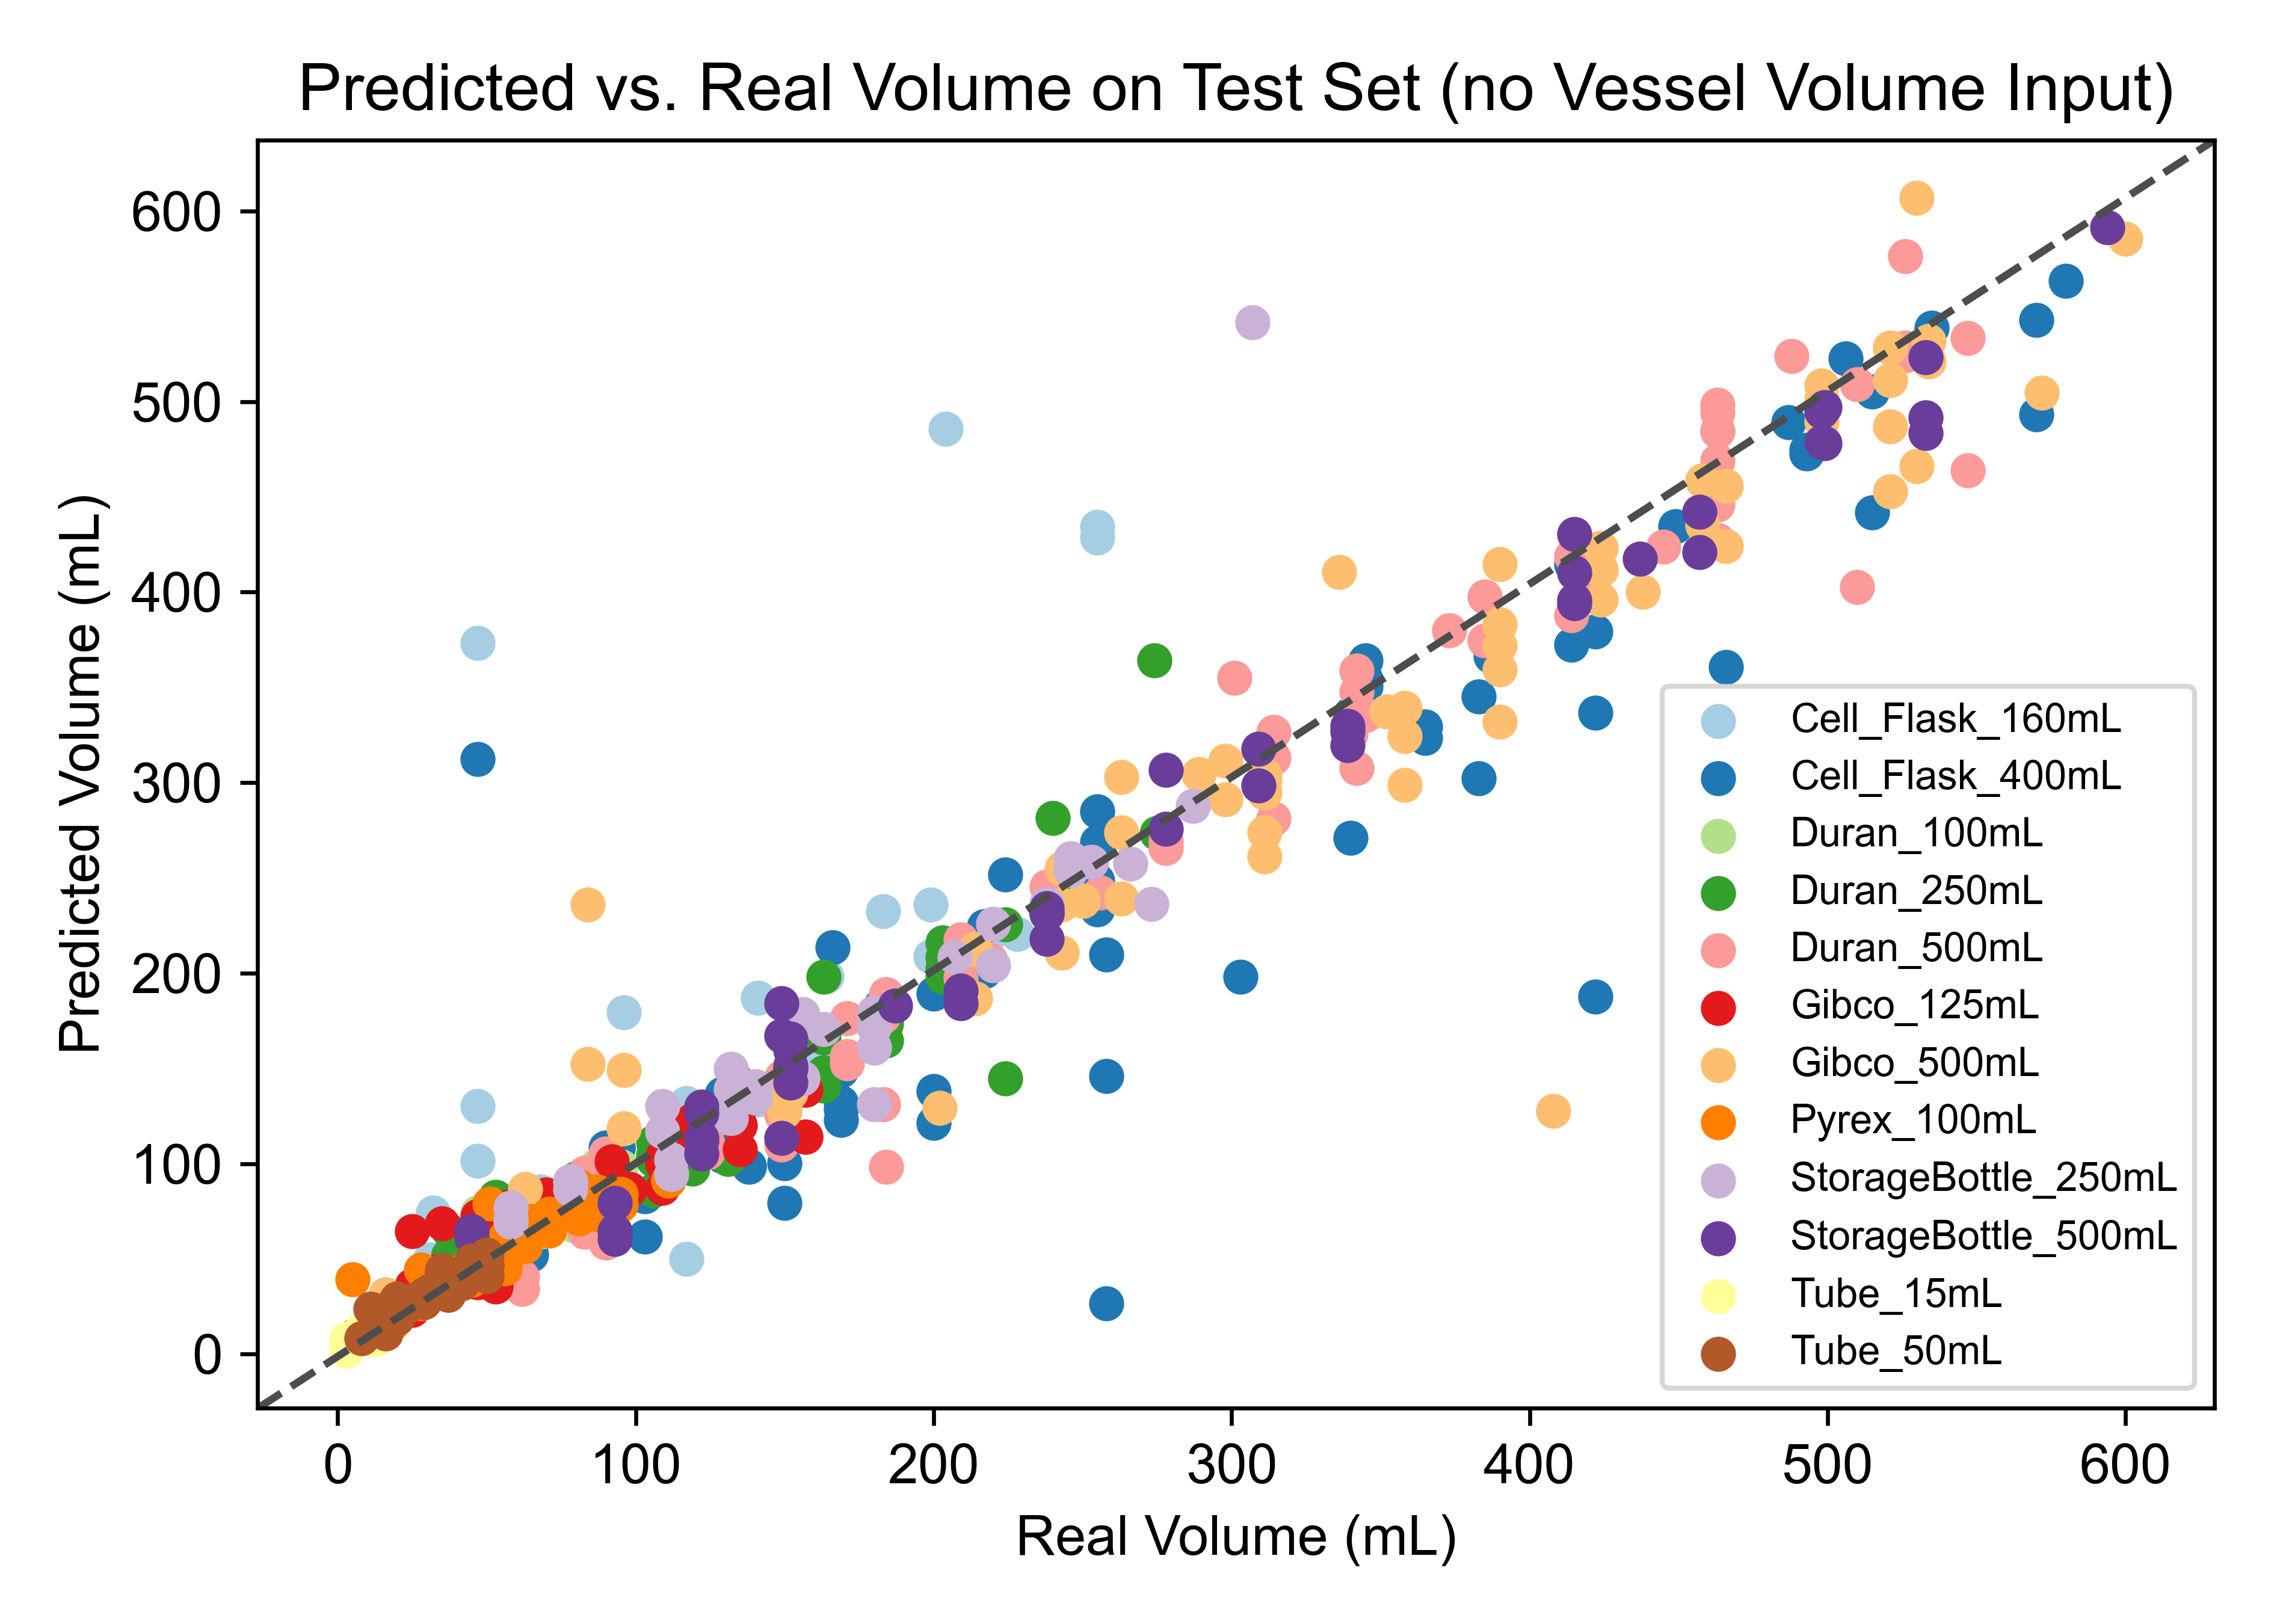 Predicted vs. Real Volume on Test Set (no Vessel Volume Input)
Predicted Volume (mL)
600
500
400
300
200
100
0
0 100 200 300 400 500 600
Real Volume (mL)
Cell_Flask_160mL
Cell_Flask_400mL
Duran_100mL
Duran_250mL
Duran_500mL
Gibco_125mL
Gibco_500mL
Pyrex_100mL
StorageBottle_250mL
StorageBottle_500mL
Tube_15mL
Tube_50mL